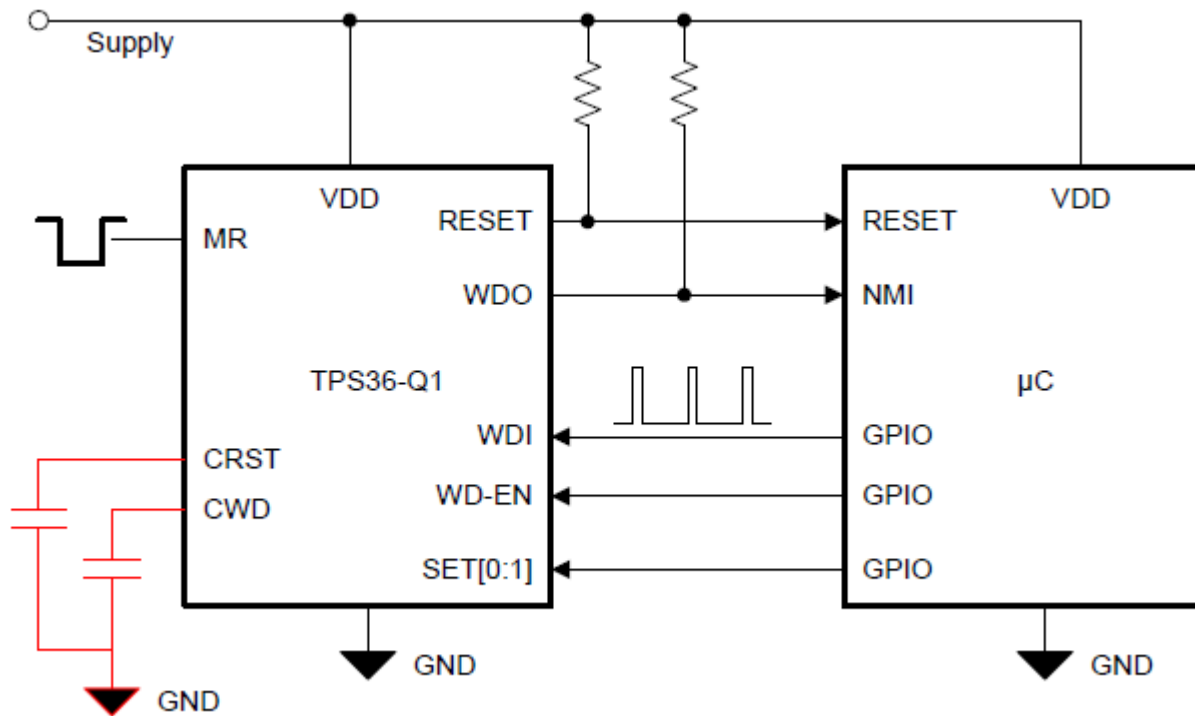 Supply
VDD
VDD
MR
RESET
RESET
WDO
NMI
TPS36-Q1
µC
WDI
GPIO
CRST
WD-EN
GPIO
CWD
SET[0:1]
GPIO
GND
GND
GND